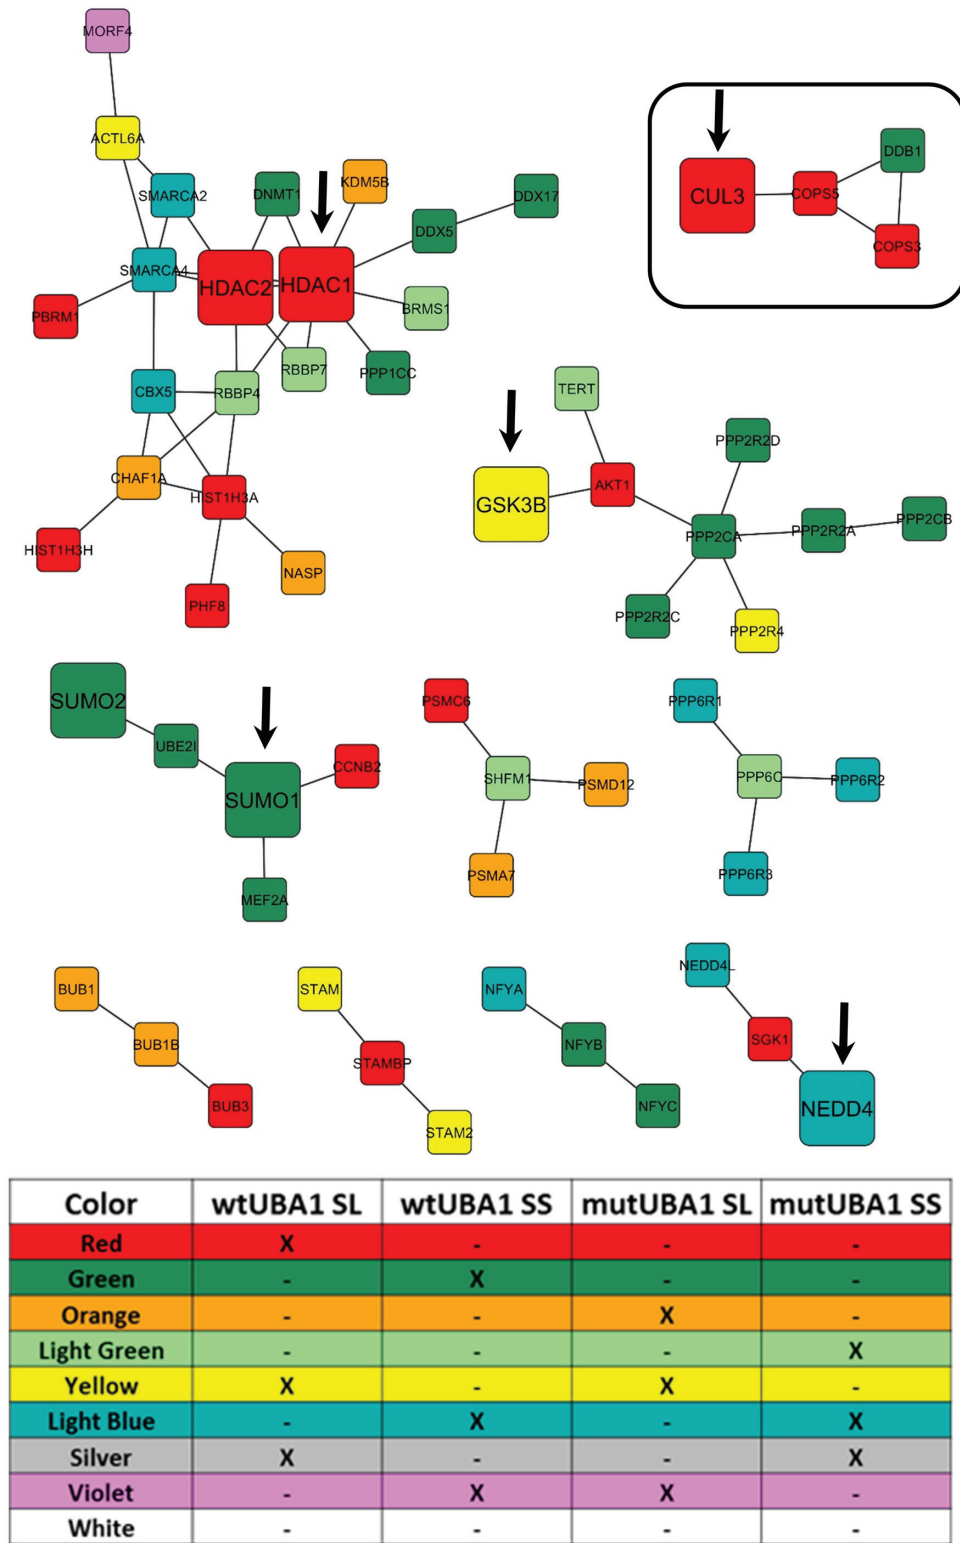 MORF4
ACTL6A
SMARCA2
DNMT1
KDM5B
DDX17
DDX5
SMARCA4
HDAC2
HDAC1
PBRM1
BRMS1
RBBP7
PPP1CC
CBX5
RBBP4
CHAF1A
HIST1H3A
HIST1H3H
NASP
PHF8
DDB1
CUL3
COPS5
COPS3
TERT
PPP2R2D
GSK3B
AKT1
PPP2CA
PPP2R2A
PPP2CB
PPP2R2C
PPP2R4
SUMO2
UBE2I
CCNB2
SUMO1
MEF2A
PSMC6
SHFM1
PSMD12
PSMA7
PPP6R1
PPP6C
PPP6R2
PPP6R3
BUB1
BUB1B
BUB3
STAM
STAMBP
STAM2
NFYA
NFYB
NFYC
NEDD4L
SGK1
NEDD4
Color wtUBA1 SL wtUBA1 SS mutUBA1 SL mutUBA1 SS
Red X - - -
Green - X - -
Orange - - X -
Light Green - - - X
Yellow X - X -
Light Blue - X - X
Silver X - - X
Violet - X X -
White - - - -